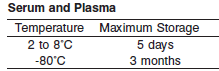 Serum and Plasma
Temperature Maximum Storage
2 to 8°C 5 days
-80°C 3 months